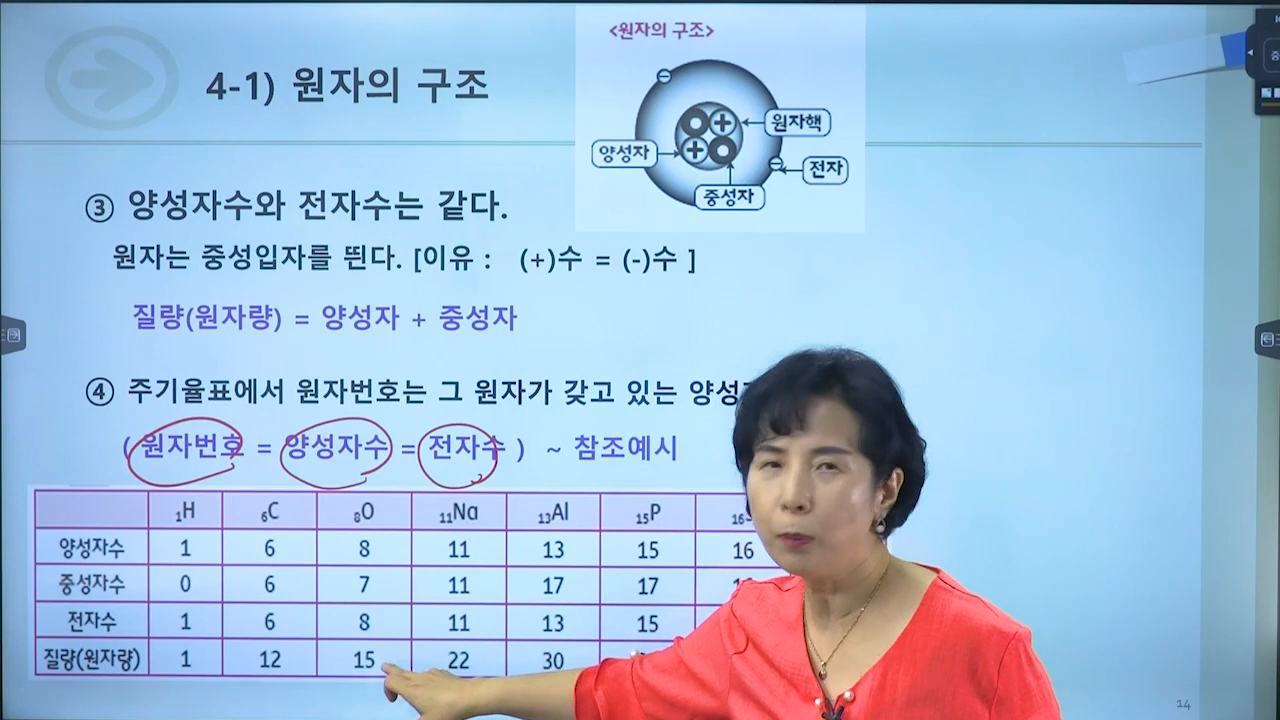 4-1) 원자의 구조
<원자의 구조>
원자핵
양성자
전자
중성자
③ 양성자수와 전자수는 같다.
원자는 중성입자를 띈다. [이유 : (+)수 = (-)수 ]
질량(원자량) = 양성자 + 중성자
④ 주기율표에서 원자번호는 그 원자가 갖고 있는
( 원자번호 = 양성자수 = 전자수 ) ~ 참조예시
₁H ₆C ₈O ₁₁Na ₁₃Al ₁₅P
양성자수 1 6 8 11 13 15 16
중성자수 0 6 7 11 17 17
전자수 1 6 8 11 13 15
질량(원자량) 1 12 15 22 30
14